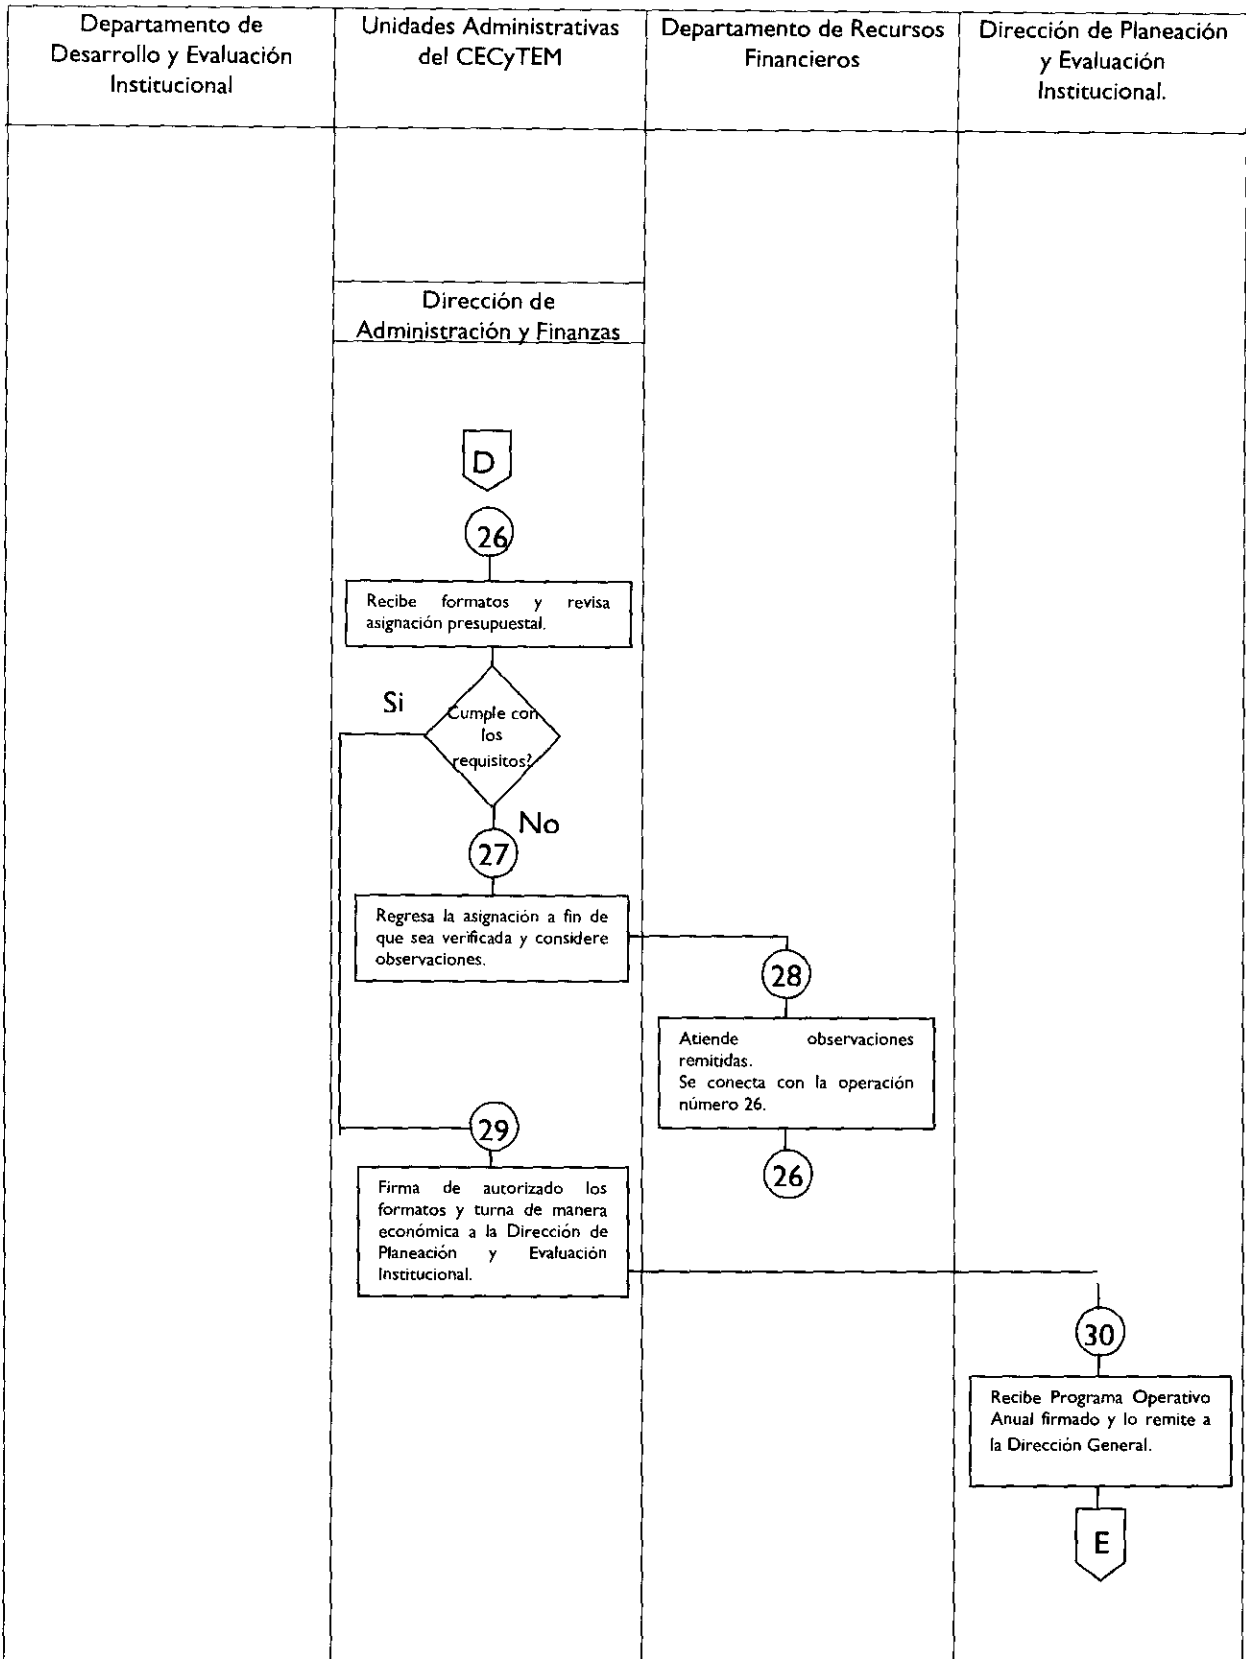 Departamento de
Desarrollo y Evaluación
Institucional
Unidades Administrativas
del CECyTEM
Departamento de Recursos
Financieros
Dirección de Planeación
y Evaluación
Institucional.
Dirección de
Administración y Finanzas
D
26
Recibe formatos y revisa
asignación presupuestal.
Si
Cumple con
los
requisitos?
No
27
Regresa la asignación a fin de
que sea verificada y considere
observaciones.
28
Atiende observaciones
remitidas.
Se conecta con la operación
número 26.
26
29
Firma de autorizado los
formatos y turna de manera
económica a la Dirección de
Planeación y Evaluación
Institucional.
30
Recibe Programa Operativo
Anual firmado y lo remite a
la Dirección General.
E